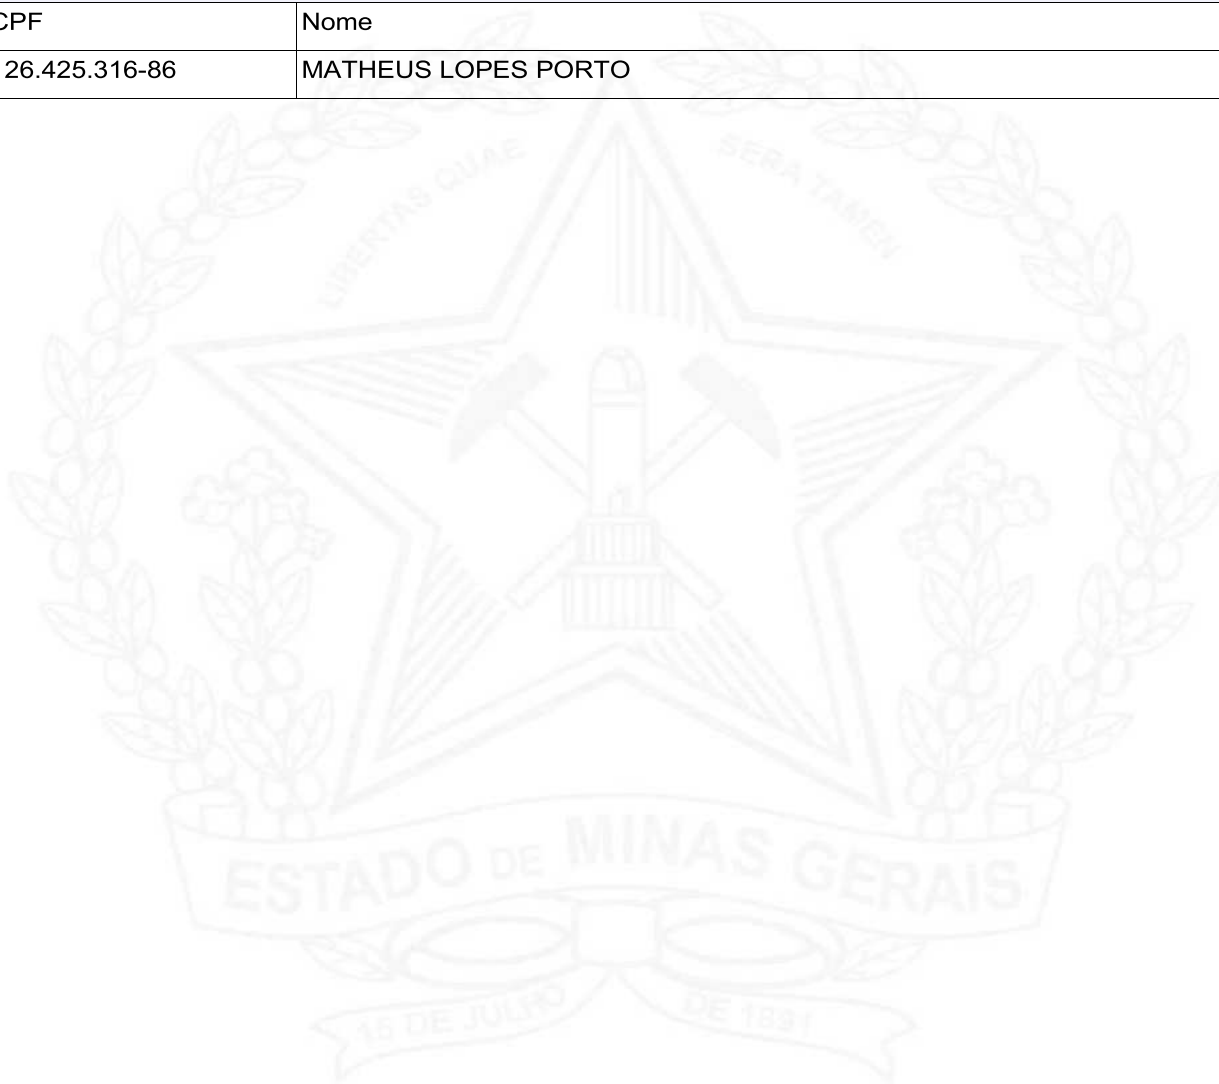 CPF Nome
26.425.316-86 MATHEUS LOPES PORTO
LIBERTAS QUAE SERA TAMEN
ESTADO DE MINAS GERAIS
15 DE JULHO DE 1891